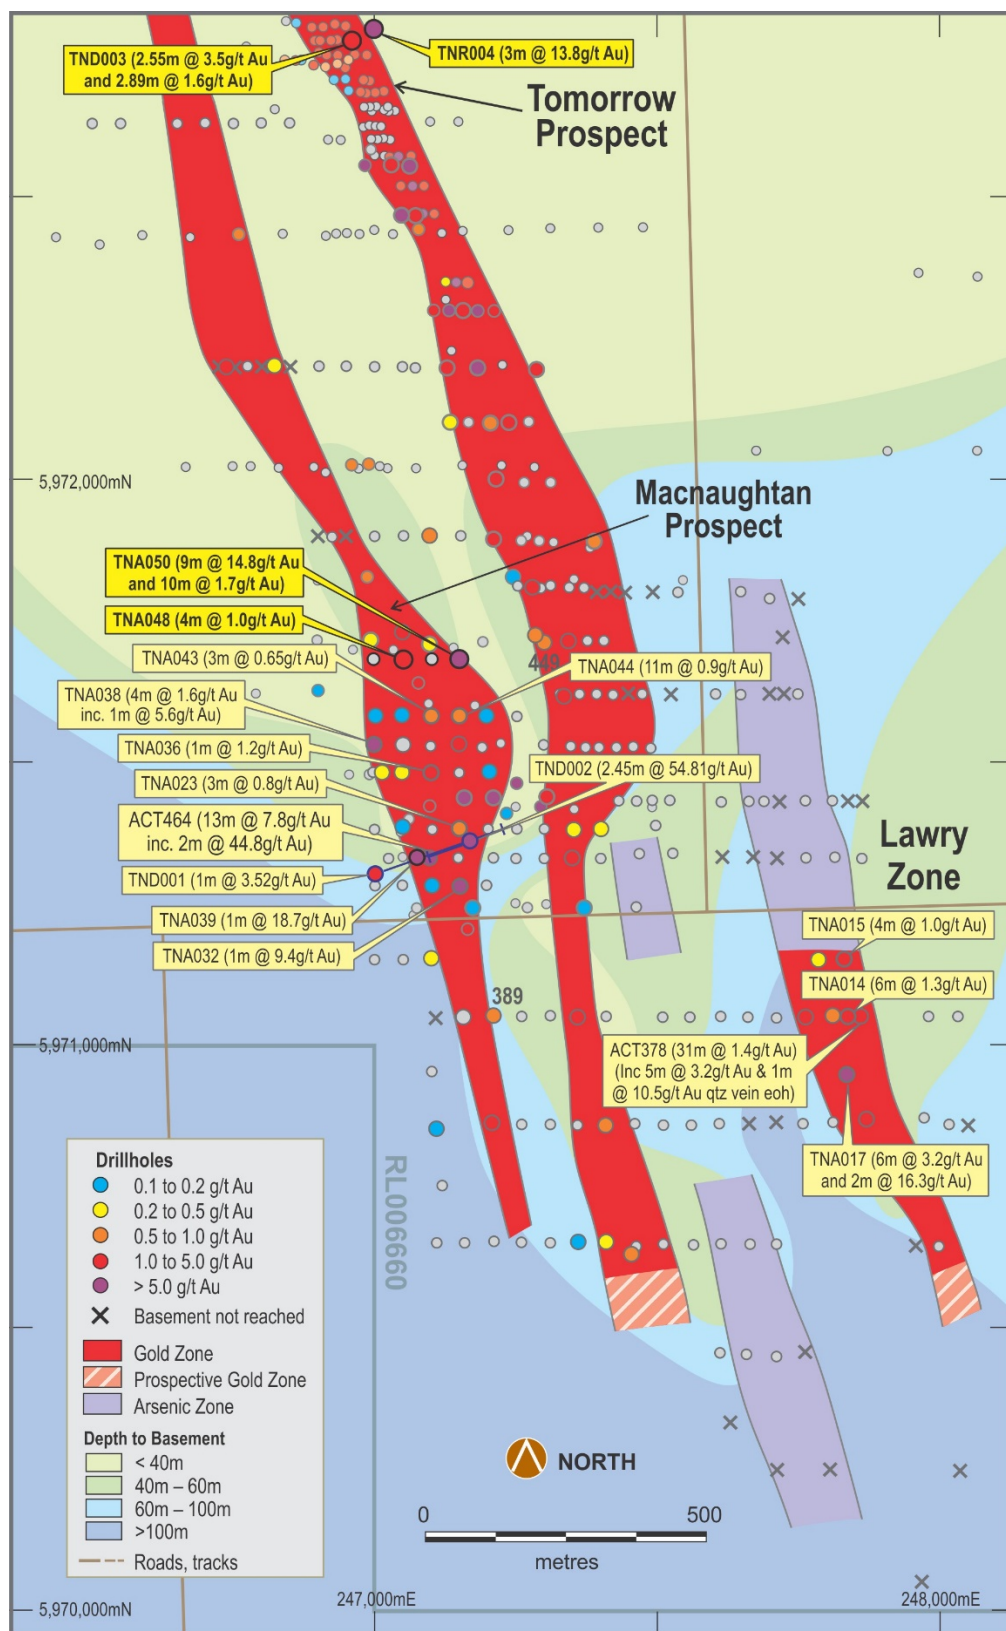 TND003 (2.55m @ 3.5g/t Au
and 2.89m @ 1.6g/t Au)
TNR004 (3m @ 13.8g/t Au)
Tomorrow
Prospect
5,972,000mN
Macnaughtan
Prospect
TNA050 (9m @ 14.8g/t Au
and 10m @ 1.7g/t Au)
TNA048 (4m @ 1.0g/t Au)
TNA043 (3m @ 0.65g/t Au)
449
TNA044 (11m @ 0.9g/t Au)
TNA038 (4m @ 1.6g/t Au
inc. 1m @ 5.6g/t Au)
TNA036 (1m @ 1.2g/t Au)
TND002 (2.45m @ 54.81g/t Au)
TNA023 (3m @ 0.8g/t Au)
ACT464 (13m @ 7.8g/t Au
inc. 2m @ 44.8g/t Au)
Lawry
Zone
TND001 (1m @ 3.52g/t Au)
TNA039 (1m @ 18.7g/t Au)
TNA015 (4m @ 1.0g/t Au)
TNA032 (1m @ 9.4g/t Au)
TNA014 (6m @ 1.3g/t Au)
389
5,971,000mN
ACT378 (31m @ 1.4g/t Au)
(Inc 5m @ 3.2g/t Au & 1m
@ 10.5g/t Au qtz vein eoh)
TNA017 (6m @ 3.2g/t Au
and 2m @ 16.3g/t Au)
RL006660
Drillholes
0.1 to 0.2 g/t Au
0.2 to 0.5 g/t Au
0.5 to 1.0 g/t Au
1.0 to 5.0 g/t Au
> 5.0 g/t Au
Basement not reached
Gold Zone
Prospective Gold Zone
Arsenic Zone
Depth to Basement
< 40m
40m – 60m
60m – 100m
>100m
Roads, tracks
NORTH
0 500
metres
5,970,000mN
247,000mE
248,000mE